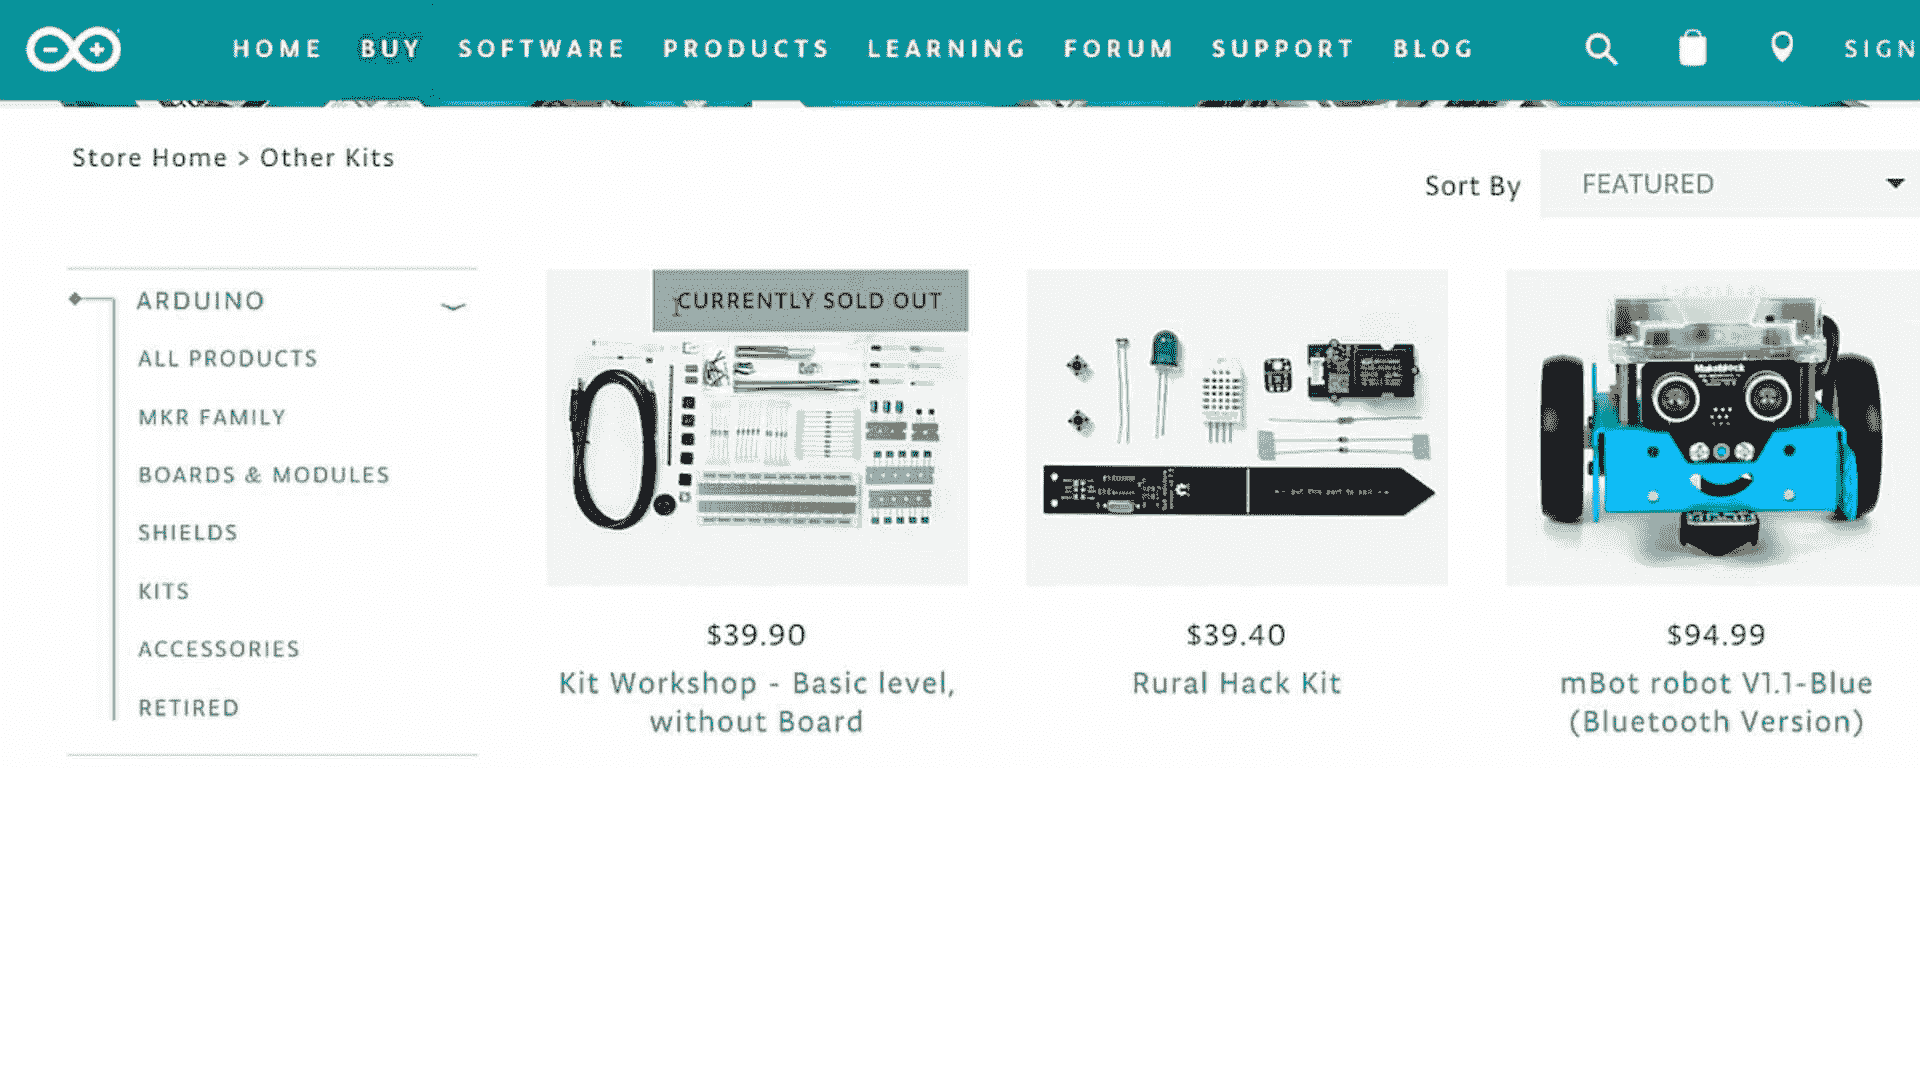 HOME BUY SOFTWARE PRODUCTS LEARNING FORUM SUPPORT BLOG SIGN
Store Home > Other Kits
Sort By FEATURED
ARDUINO
ALL PRODUCTS
MKR FAMILY
BOARDS & MODULES
SHIELDS
KITS
ACCESSORIES
RETIRED
CURRENTLY SOLD OUT
$39.90
Kit Workshop - Basic level,
without Board
$39.40
Rural Hack Kit
Makeblock
$94.99
mBot robot V1.1-Blue
(Bluetooth Version)